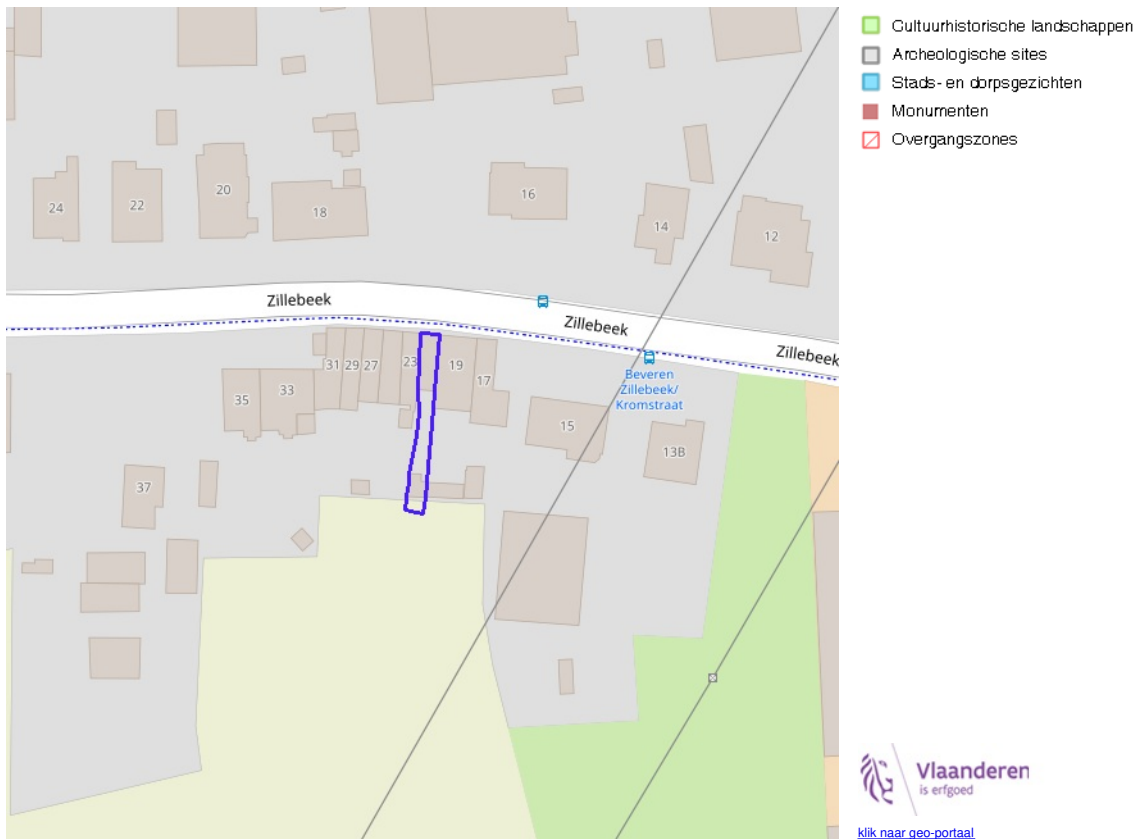 Cultuurhistorische landschappen
Archeologische sites
Stads- en dorpsgezichten
Monumenten
Overgangszones
24
22
20
18
16
14
12
Zillebeek
Zillebeek
Zillebeek
Beveren
Zillebeek/
Kromstraat
35
33
31
29
27
23
19
17
15
13B
37
Vlaanderen
is erfgoed
klik naar geo-portaal